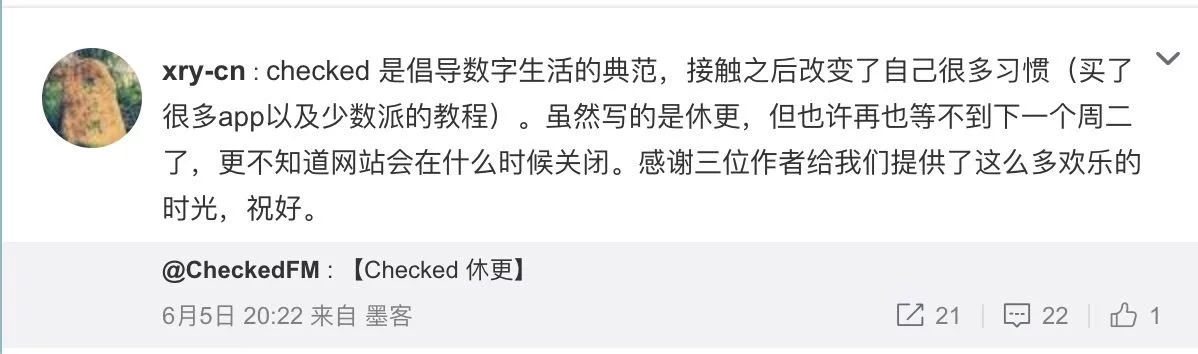 xry-cn : checked 是倡导数字生活的典范，接触之后改变了自己很多习惯（买了
很多app以及少数派的教程）。虽然写的是休更，但也许再也等不到下一个周二
了，更不知道网站会在什么时候关闭。感谢三位作者给我们提供了这么多欢乐的
时光，祝好。
@CheckedFM : 【Checked 休更】
6月5日 20:22 来自 墨客 21 22 1